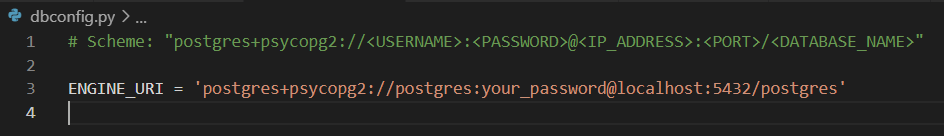 dbconfig.py > ...
1 # Scheme: "postgres+psycopg2://<USERNAME>:<PASSWORD>@<IP_ADDRESS>:<PORT>/<DATABASE_NAME>"
2
3 ENGINE_URI = 'postgres+psycopg2://postgres:your_password@localhost:5432/postgres'
4